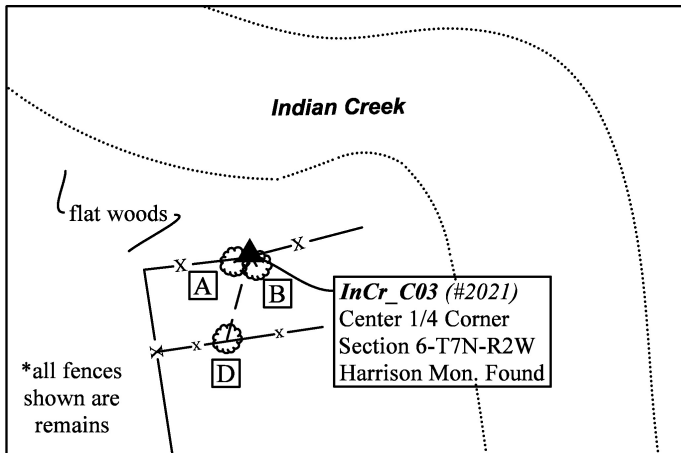 Indian Creek
flat woods
X
X
A
B
InCr_C03 (#2021)
Center 1/4 Corner
Section 6-T7N-R2W
Harrison Mon. Found
X
x
x
D
*all fences
shown are
remains